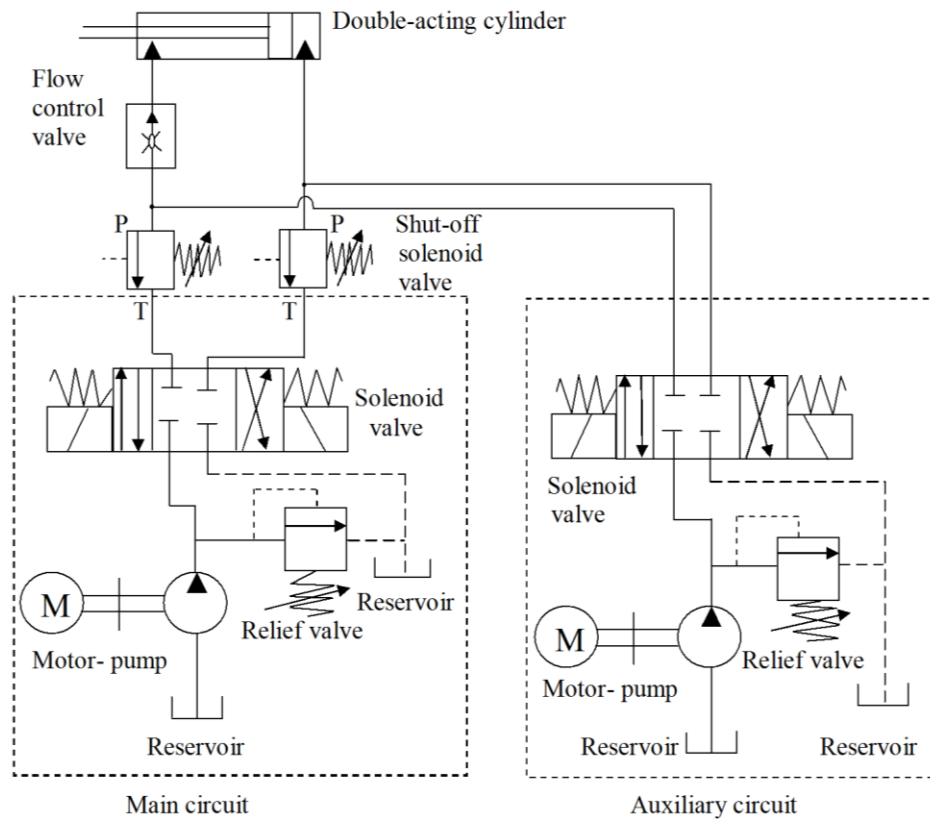 Double-acting cylinder
Flow
control
valve
P
P
Shut-off
solenoid
valve
T
T
Solenoid
valve
Solenoid
valve
M
Reservoir
Relief valve
Motor- pump
M
Relief valve
Motor- pump
Reservoir
Reservoir
Reservoir
Main circuit
Auxiliary circuit